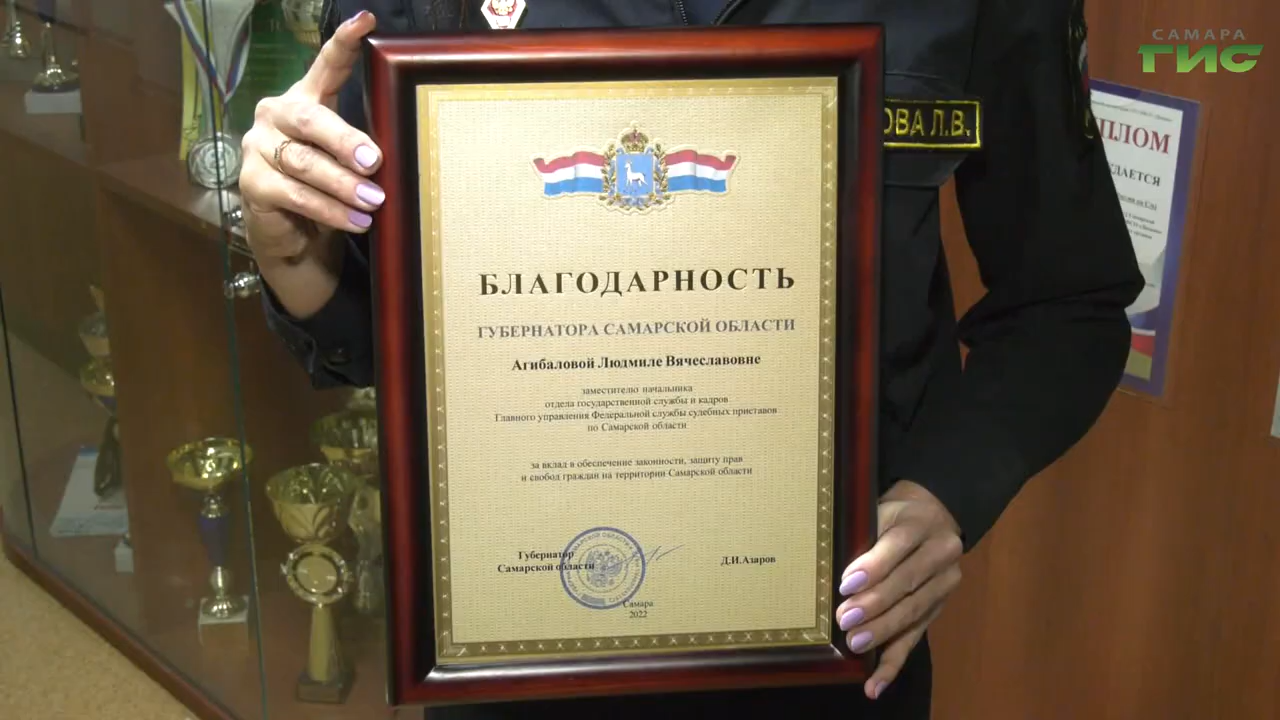 САМАРА
ГИС
ОВА Л.В.
ПЛОМ
ДАЕТСЯ
БЛАГОДАРНОСТЬ
ГУБЕРНАТОРА САМАРСКОЙ ОБЛАСТИ
Агибаловой Людмиле Вячеславовне
заместителю начальника
отдела государственной службы и кадров
Главного управления Федеральной службы судебных приставов
по Самарской области
за вклад в обеспечение законности, защиту прав
и свобод граждан на территории Самарской области
Губернатор
Самарской области
Д.И.Азаров
Самара
2022